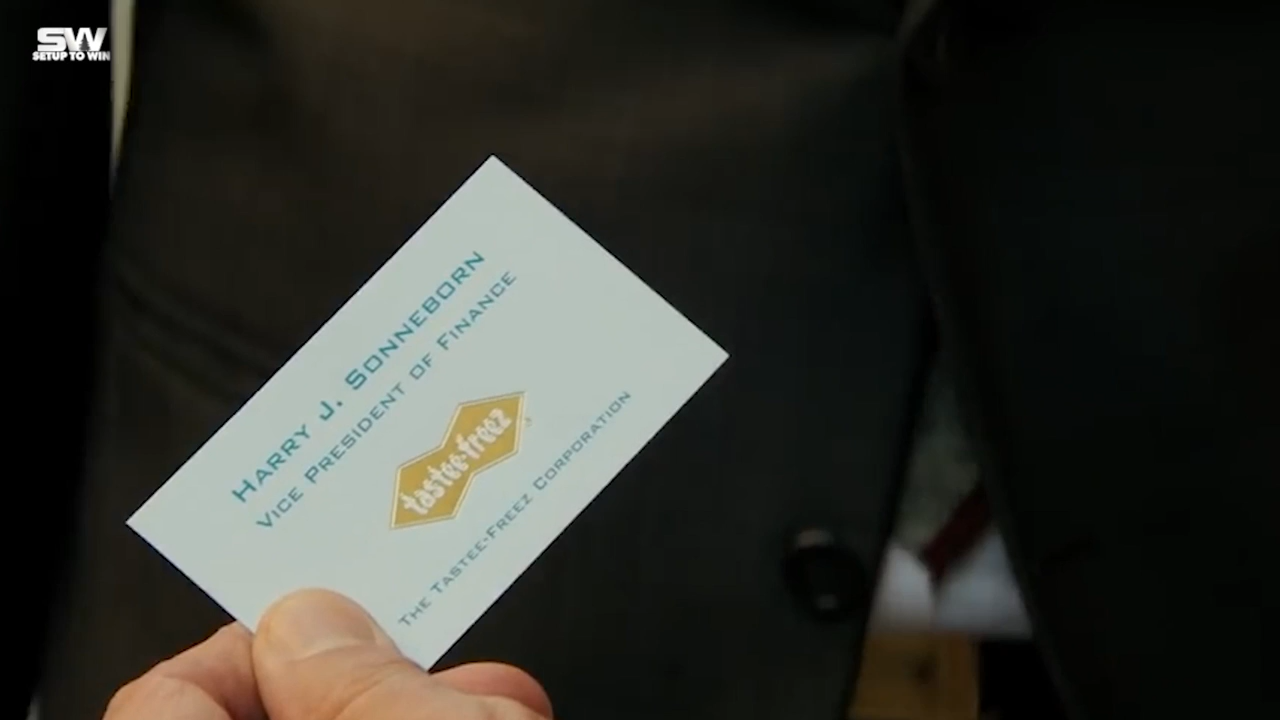 SW
SETUP TO WIN
HARRY J. SONNEBORN
VICE PRESIDENT OF FINANCE
tastee-freez
THE TASTEE-FREEZ CORPORATION